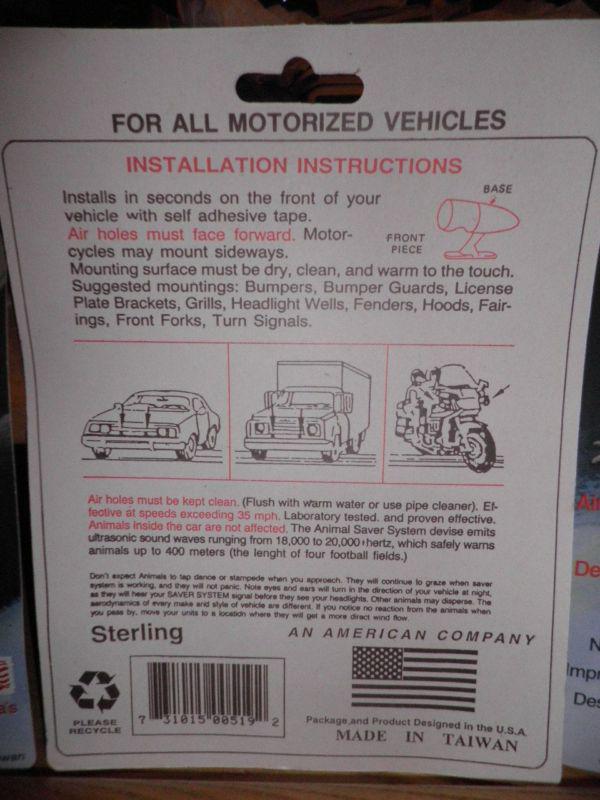 FOR ALL MOTORIZED VEHICLES
INSTALLATION INSTRUCTIONS
Installs in seconds on the front of your
vehicle with self adhesive tape.
Air holes must face forward. Motor-
cycles may mount sideways.
BASE
FRONT
PIECE
Mounting surface must be dry, clean, and warm to the touch.
Suggested mountings: Bumpers, Bumper Guards, License
Plate Brackets, Grills, Headlight Wells, Fenders, Hoods, Fair-
ings, Front Forks, Turn Signals.
Air holes must be kept clean. (Flush with warm water or use pipe cleaner). Ef-
fective at speeds exceeding 35 mph. Laboratory tested. and proven effective.
Animals inside the car are not affected. The Animal Saver System devise emits
ultrasonic sound waves runging from 18,000 to 20,000 hertz, which safely warns
animals up to 400 meters (the lenght of four football fields.)
Don't expect Animals to tap dance or stampede when you approach. They will continue to graze when saver
system is working, and they will not panic. Note eyes and ears will turn in the direction of your vehicle at night,
as they will hear your SAVER SYSTEM signal before they see your headlights. Other animals may disperse. The
aerodynamics of every make and style of vehicle are different. If you notice no reaction from the animals when
you pass by, move your units to a location where they will get a more direct wind flow.
Sterling
AN AMERICAN COMPANY
PLEASE
RECYCLE
7 31015 00519 2
Package and Product Designed in the U.S.A.
MADE IN TAIWAN
a's
Air
De
N
Impr
Des